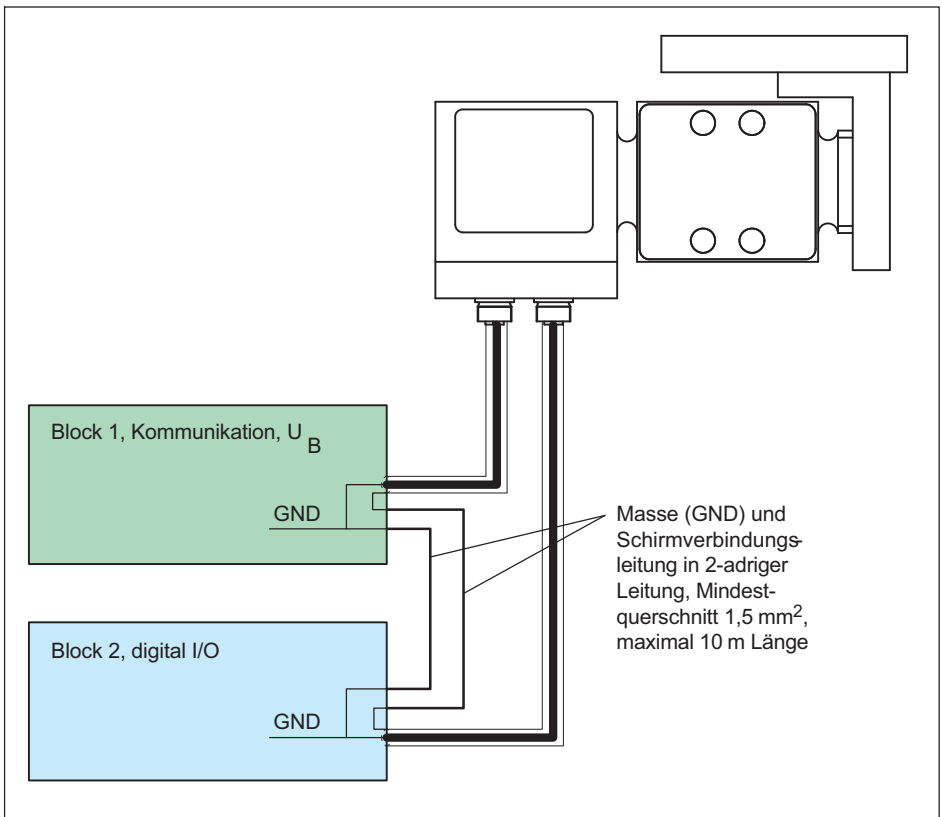 Block 1, Kommunikation, U B
GND
Masse (GND) und
Schirmverbindungs-
leitung in 2-adriger
Leitung, Mindest-
querschnitt 1,5 mm²,
maximal 10 m Länge
Block 2, digital I/O
GND